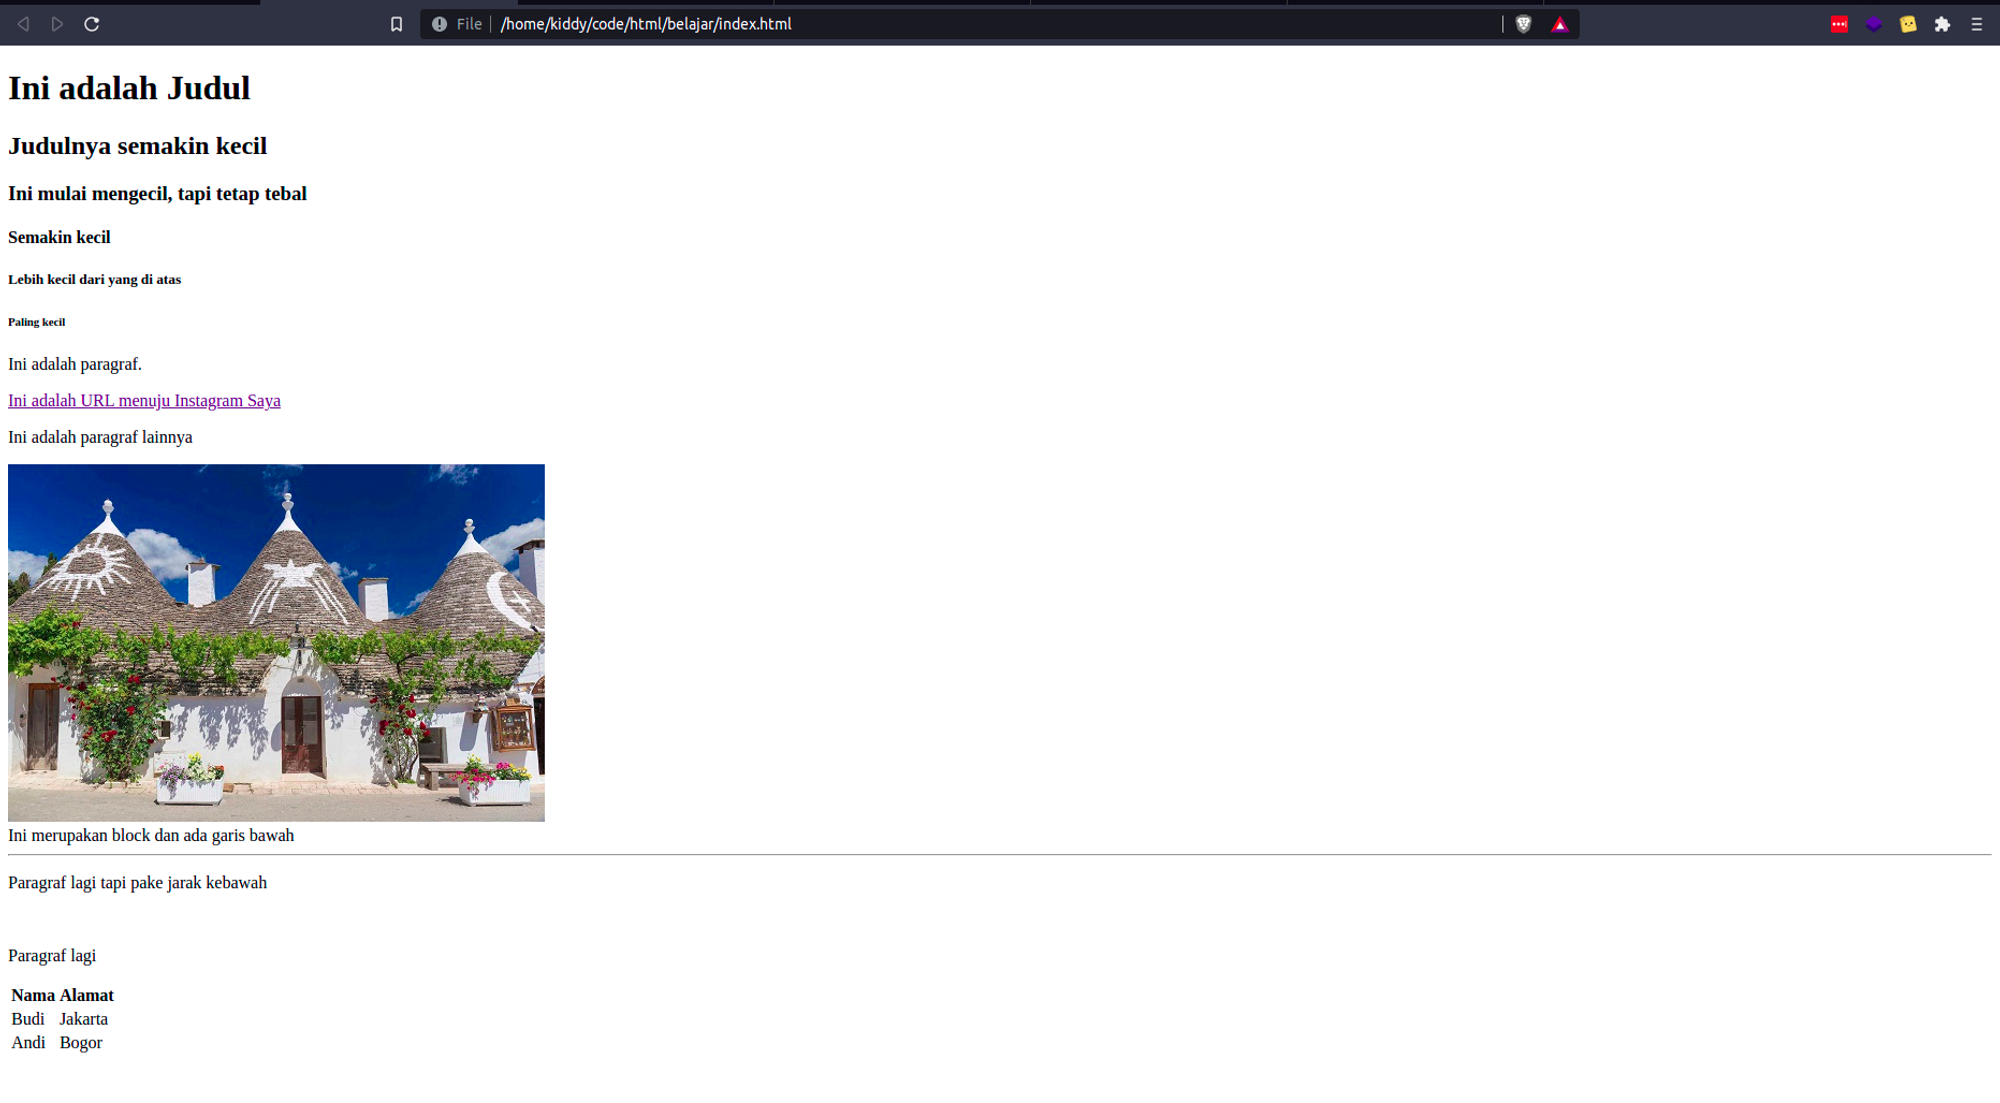 File | /home/kiddy/code/html/belajar/index.html
Ini adalah Judul
Judulnya semakin kecil
Ini mulai mengecil, tapi tetap tebal
Semakin kecil
Lebih kecil dari yang di atas
Paling kecil
Ini adalah paragraf.
Ini adalah URL menuju Instagram Saya
Ini adalah paragraf lainnya
Ini merupakan block dan ada garis bawah
Paragraf lagi tapi pake jarak kebawah
Paragraf lagi
Nama Alamat
Budi Jakarta
Andi Bogor